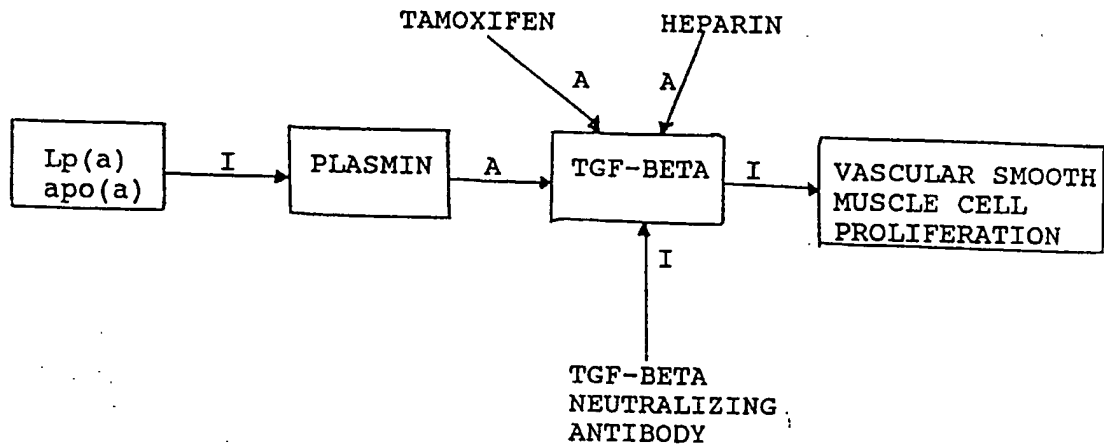 TAMOXIFEN
HEPARIN
A
A
Lp(a)
apo(a)
I
PLASMIN
A
TGF-BETA
I
VASCULAR SMOOTH
MUSCLE CELL
PROLIFERATION
I
TGF-BETA
NEUTRALIZING
ANTIBODY